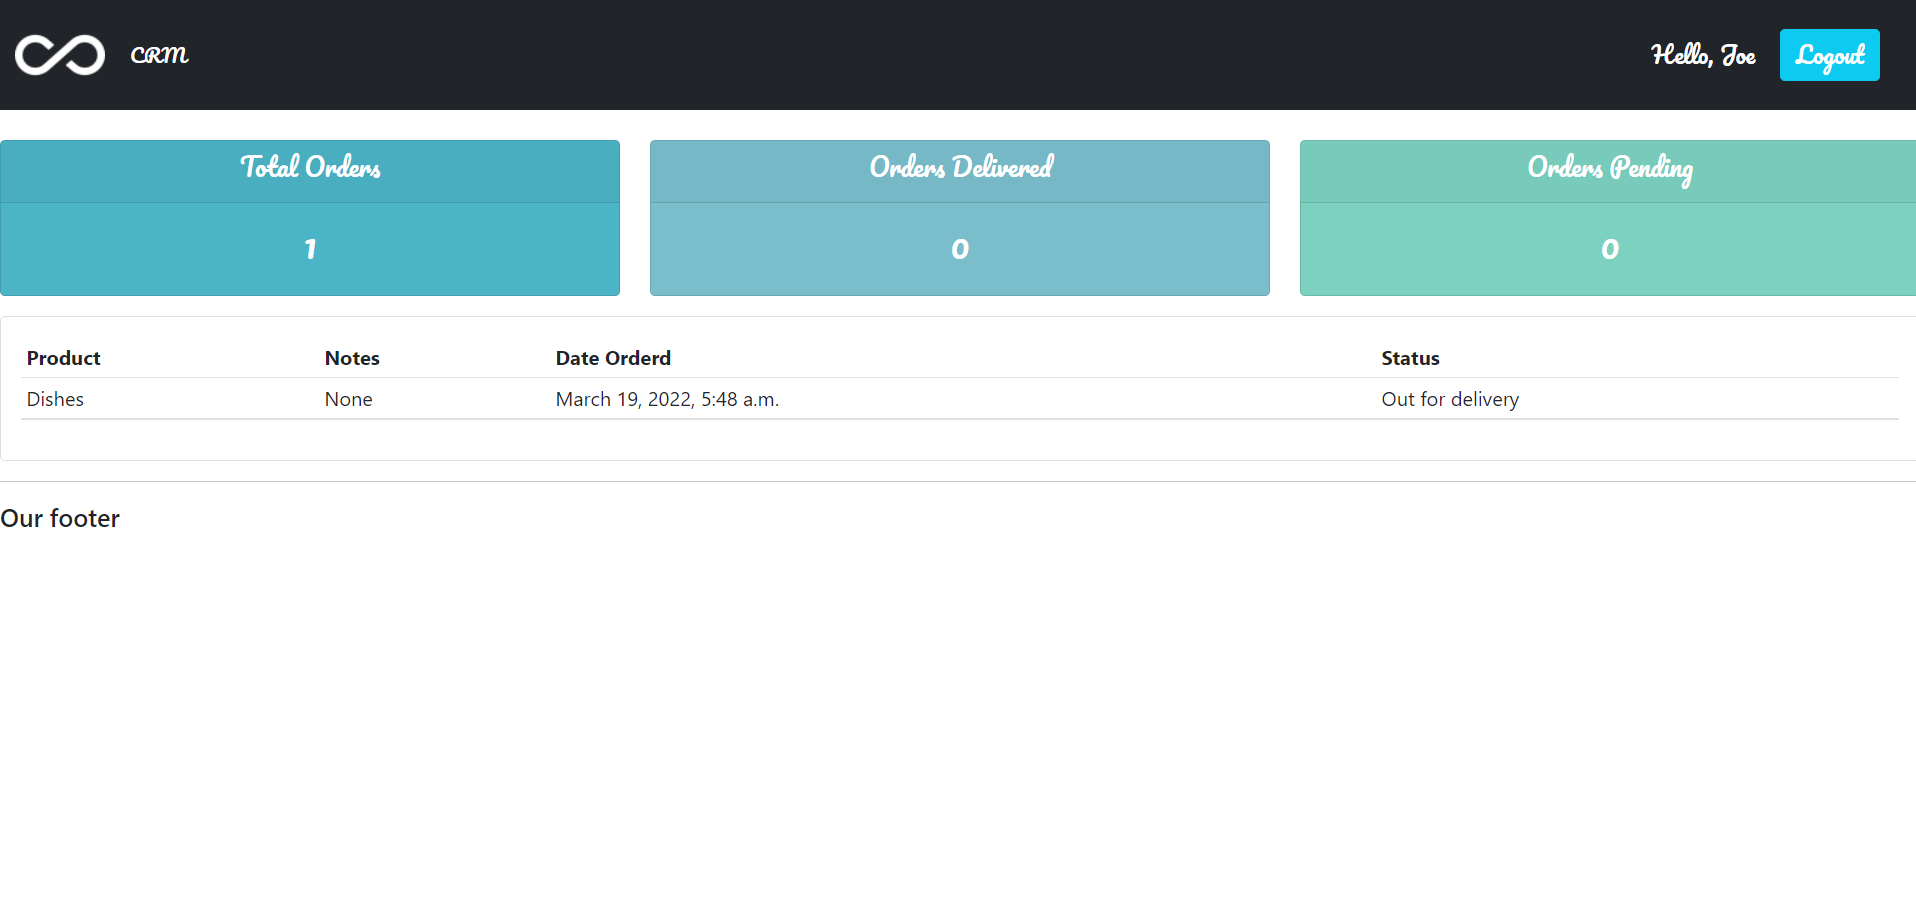 CRM Hello, Joe Logout
Total Orders Orders Delivered Orders Pending
1 0 0
Product Notes Date Orderd Status
Dishes None March 19, 2022, 5:48 a.m. Out for delivery
Our footer